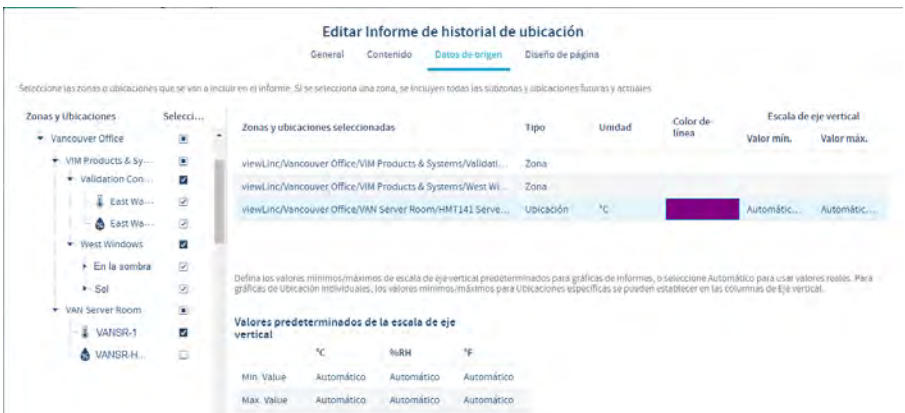 Editar Informe de historial de ubicación
General Contenido Datos de origen Diseño de página
Seleccione las zonas o ubicaciones que se van a incluir en el informe. Si se selecciona una zona, se incluyen todas las subzonas y ubicaciones futuras y actuales
Zonas y Ubicaciones Selecci...
Vancouver Office
VIM Products & Sy...
Validation Con...
East Wa...
East Wa...
West Windows
En la sombra
Sol
VAN Server Room
VANSR-1
VANSR-H...
Zonas y ubicaciones seleccionadas Tipo Unidad Color de línea Escala de eje vertical
Valor mín. Valor máx.
viewLinc/Vancouver Office/VIM Products & Systems/Validati... Zona
viewLinc/Vancouver Office/VIM Products & Systems/West Wi... Zona
viewLinc/Vancouver Office/VAN Server Room/HMT141 Serve... Ubicación °C Automátic... Automátic...
Defina los valores mínimos/máximos de escala de eje vertical predeterminados para gráficas de informes, o seleccione Automático para usar valores reales. Para
gráficas de Ubicación individuales, los valores mínimos/máximos para Ubicaciones específicas se pueden establecer en las columnas de Eje vertical.
Valores predeterminados de la escala de eje
vertical
°C %RH °F
Min. Value Automático Automático Automático
Max. Value Automático Automático Automático